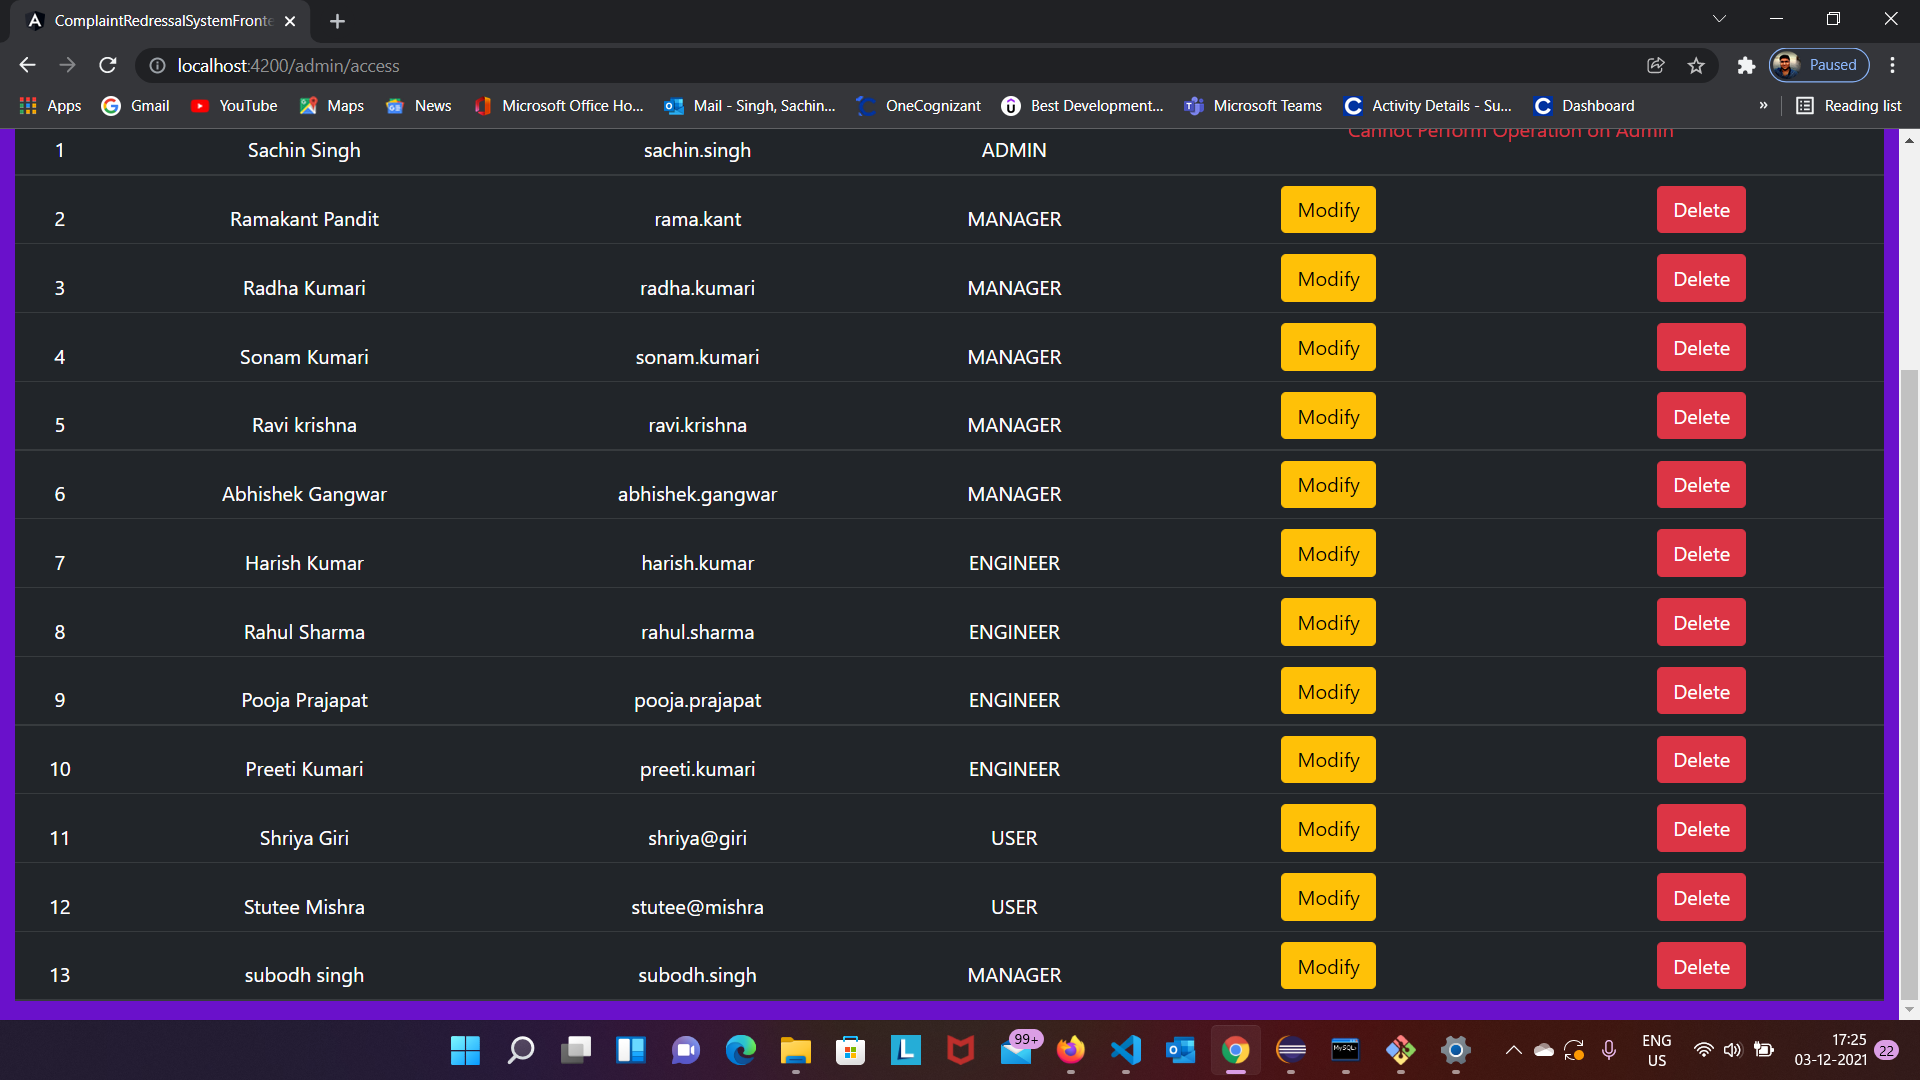 ComplaintRedressalSystemFronte
localhost:4200/admin/access
Paused
Apps Gmail YouTube Maps News Microsoft Office Ho... Mail - Singh, Sachin... OneCognizant Best Development... Microsoft Teams Activity Details - Su... Dashboard » Reading list
Cannot Perform Operation on Admin
1 Sachin Singh sachin.singh ADMIN
2 Ramakant Pandit rama.kant MANAGER Modify Delete
3 Radha Kumari radha.kumari MANAGER Modify Delete
4 Sonam Kumari sonam.kumari MANAGER Modify Delete
5 Ravi krishna ravi.krishna MANAGER Modify Delete
6 Abhishek Gangwar abhishek.gangwar MANAGER Modify Delete
7 Harish Kumar harish.kumar ENGINEER Modify Delete
8 Rahul Sharma rahul.sharma ENGINEER Modify Delete
9 Pooja Prajapat pooja.prajapat ENGINEER Modify Delete
10 Preeti Kumari preeti.kumari ENGINEER Modify Delete
11 Shriya Giri shriya@giri USER Modify Delete
12 Stutee Mishra stutee@mishra USER Modify Delete
13 subodh singh subodh.singh MANAGER Modify Delete
99+
ENG 17:25
US 03-12-2021 22